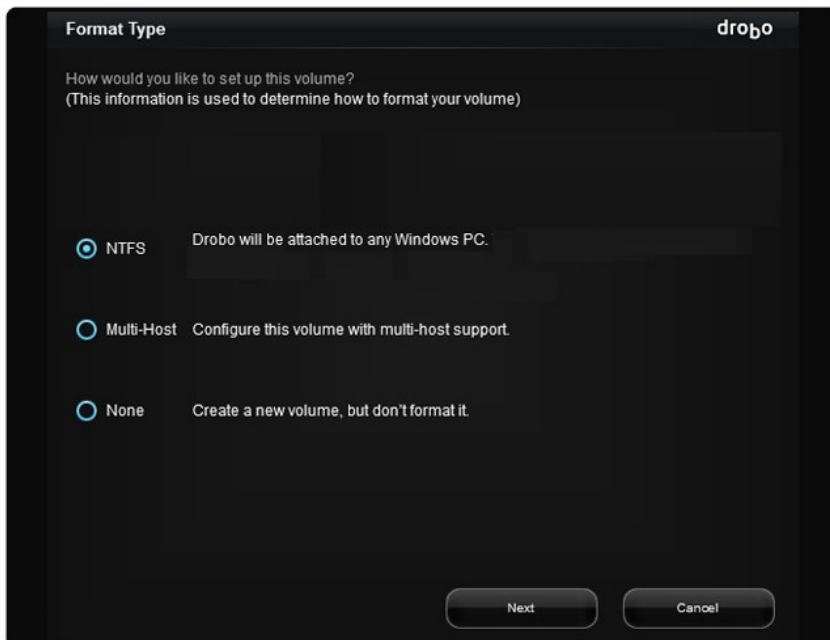 Format Type
drobo
How would you like to set up this volume?
(This information is used to determine how to format your volume)
NTFS Drobo will be attached to any Windows PC.
Multi-Host Configure this volume with multi-host support.
None Create a new volume, but don't format it.
Next Cancel